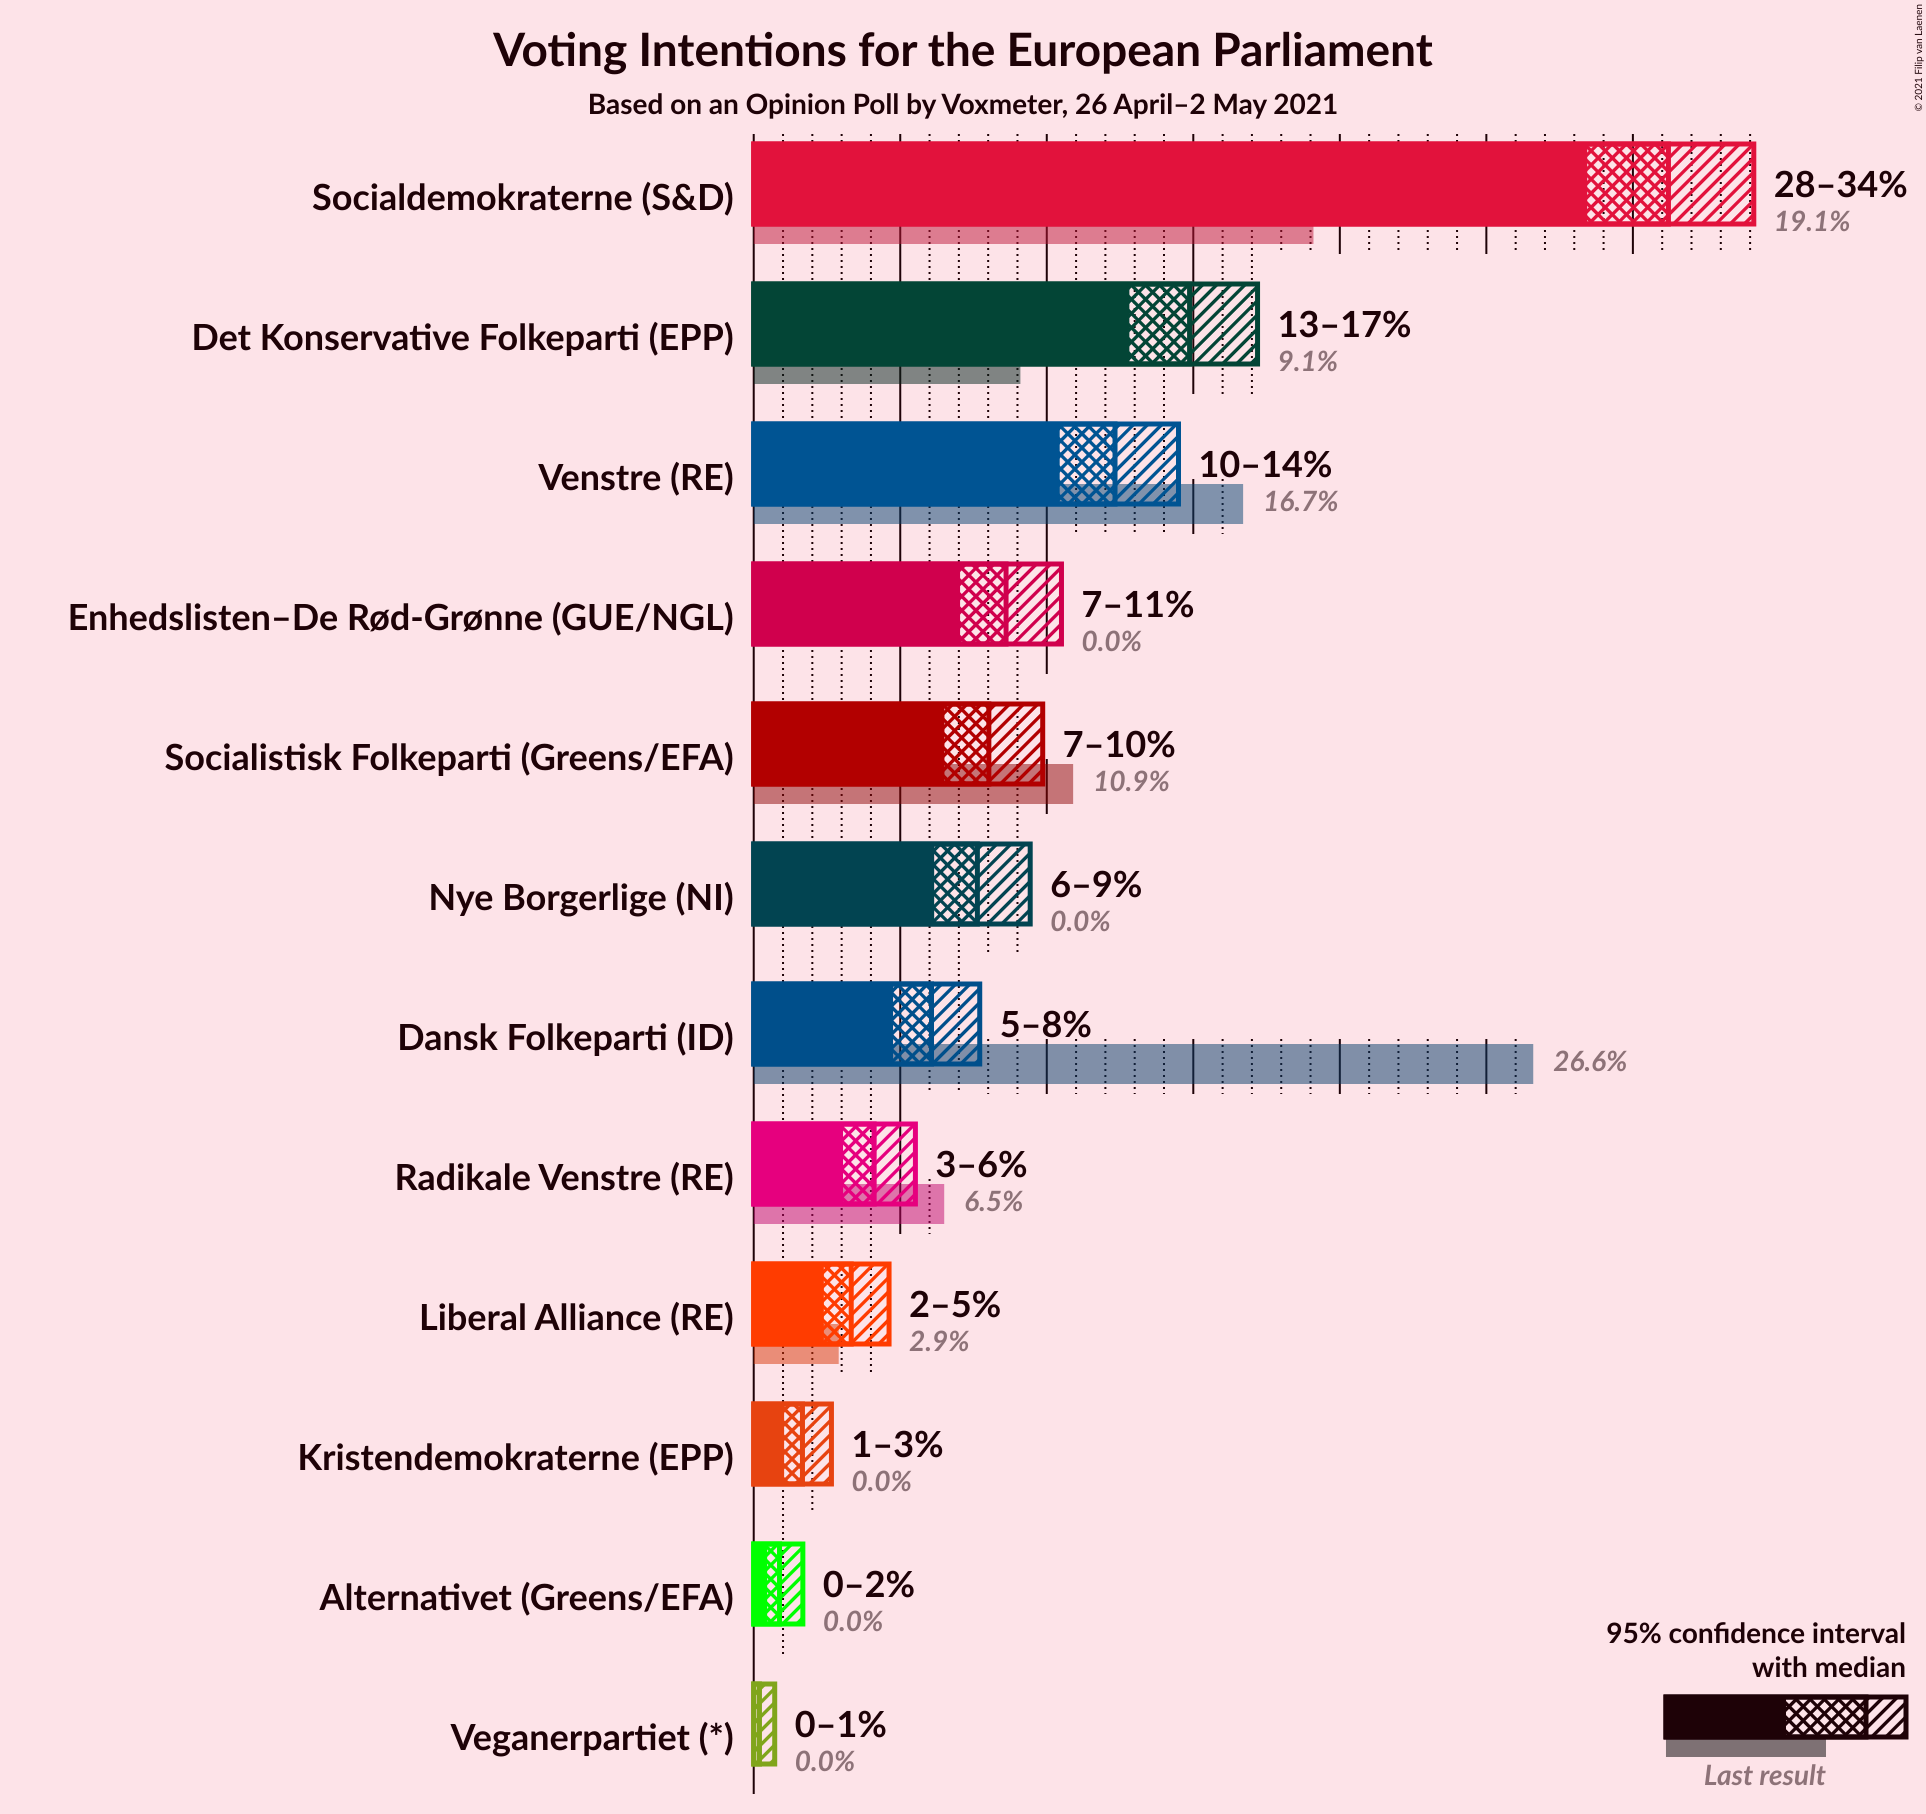 © 2021 Filip van Laenen
Voting Intentions for the European Parliament
Based on an Opinion Poll by Voxmeter, 26 April–2 May 2021
Socialdemokraterne (S&D)
28–34%
19.1%
Det Konservative Folkeparti (EPP)
13–17%
9.1%
Venstre (RE)
10–14%
16.7%
Enhedslisten–De Rød-Grønne (GUE/NGL)
7–11%
0.0%
Socialistisk Folkeparti (Greens/EFA)
7–10%
10.9%
Nye Borgerlige (NI)
6–9%
0.0%
Dansk Folkeparti (ID)
5–8%
26.6%
Radikale Venstre (RE)
3–6%
6.5%
Liberal Alliance (RE)
2–5%
2.9%
Kristendemokraterne (EPP)
1–3%
0.0%
Alternativet (Greens/EFA)
0–2%
0.0%
Veganerpartiet (*)
0–1%
0.0%
95% confidence interval
with median
Last result